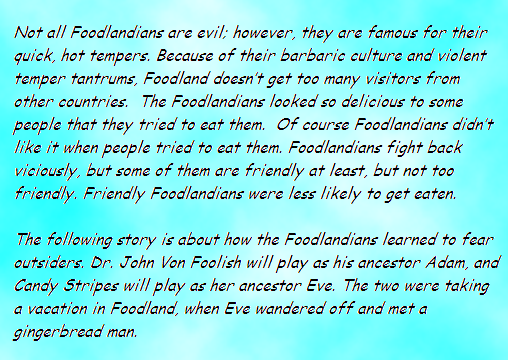 Not all Foodlandians are evil; however, they are famous for their
quick, hot tempers. Because of their barbaric culture and violent
temper tantrums, Foodland doesn't get too many visitors from
other countries.  The Foodlandians looked so delicious to some
people that they tried to eat them.  Of course Foodlandians didn't
like it when people tried to eat them. Foodlandians fight back
viciously, but some of them are friendly at least, but not too
friendly. Friendly Foodlandians were less likely to get eaten.

The following story is about how the Foodlandians learned to fear
outsiders. Dr. John Von Foolish will play as his ancestor Adam, and
Candy Stripes will play as her ancestor Eve. The two were taking
a vacation in Foodland, when Eve wandered off and met a
gingerbread man.